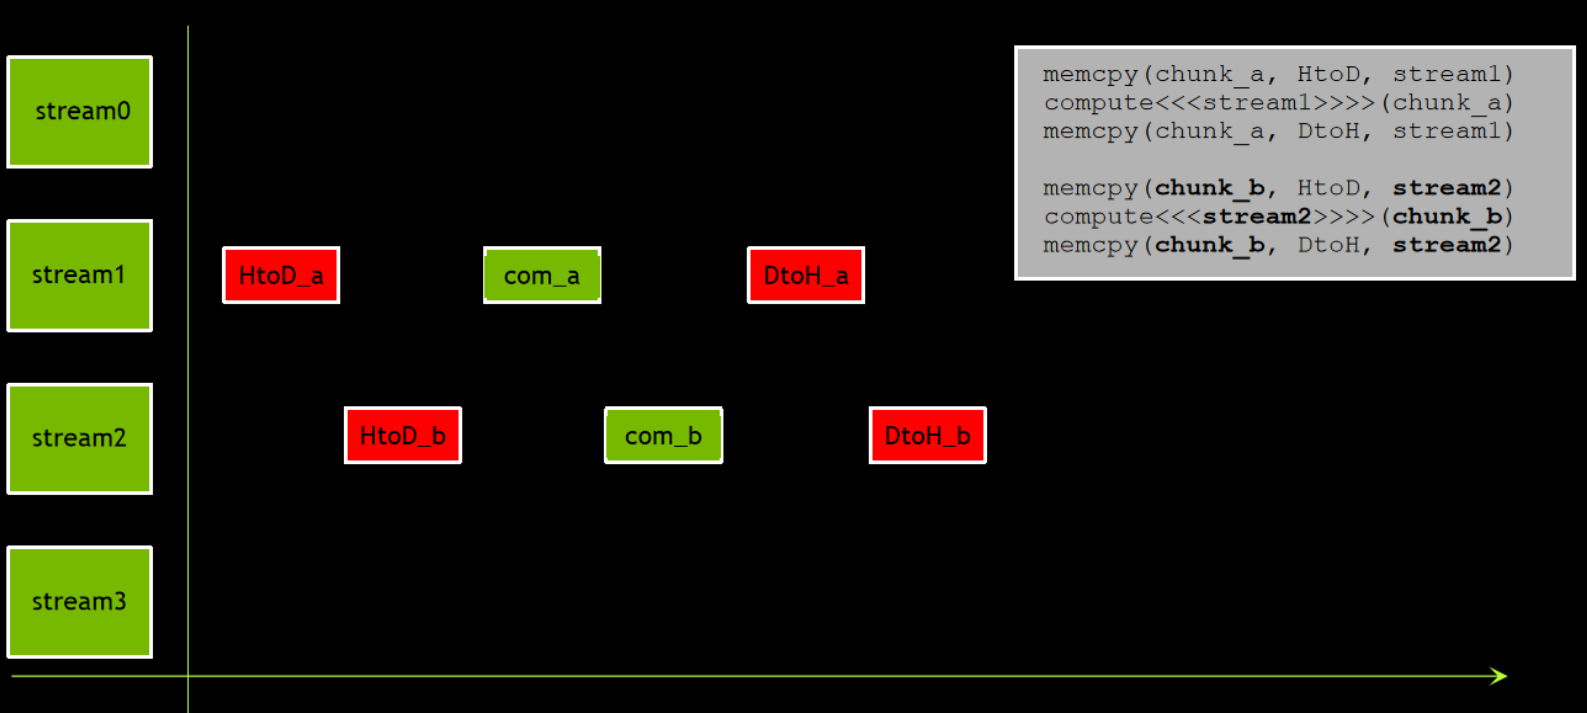 stream0
memcpy(chunk_a, HtoD, stream1)
compute<<<stream1>>>>(chunk_a)
memcpy(chunk_a, DtoH, stream1)
memcpy(chunk_b, HtoD, stream2)
compute<<<stream2>>>>(chunk_b)
memcpy(chunk_b, DtoH, stream2)
stream1
HtoD_a
com_a
DtoH_a
stream2
HtoD_b
com_b
DtoH_b
stream3